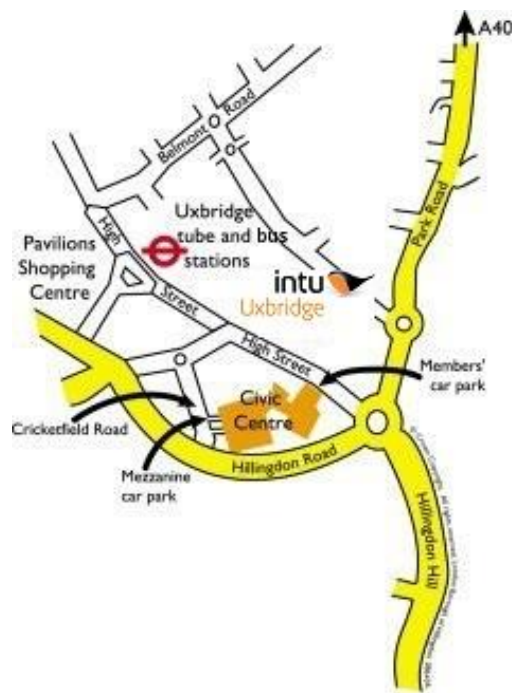 A40
Belmont Road
Park Road
Uxbridge
tube and bus
stations
High
Street
Pavilions
Shopping
Centre
intu
Uxbridge
High Street
Members'
car park
Civic
Centre
Cricketfield Road
Mezzanine
car park
Hillingdon Road
Hillingdon Hill